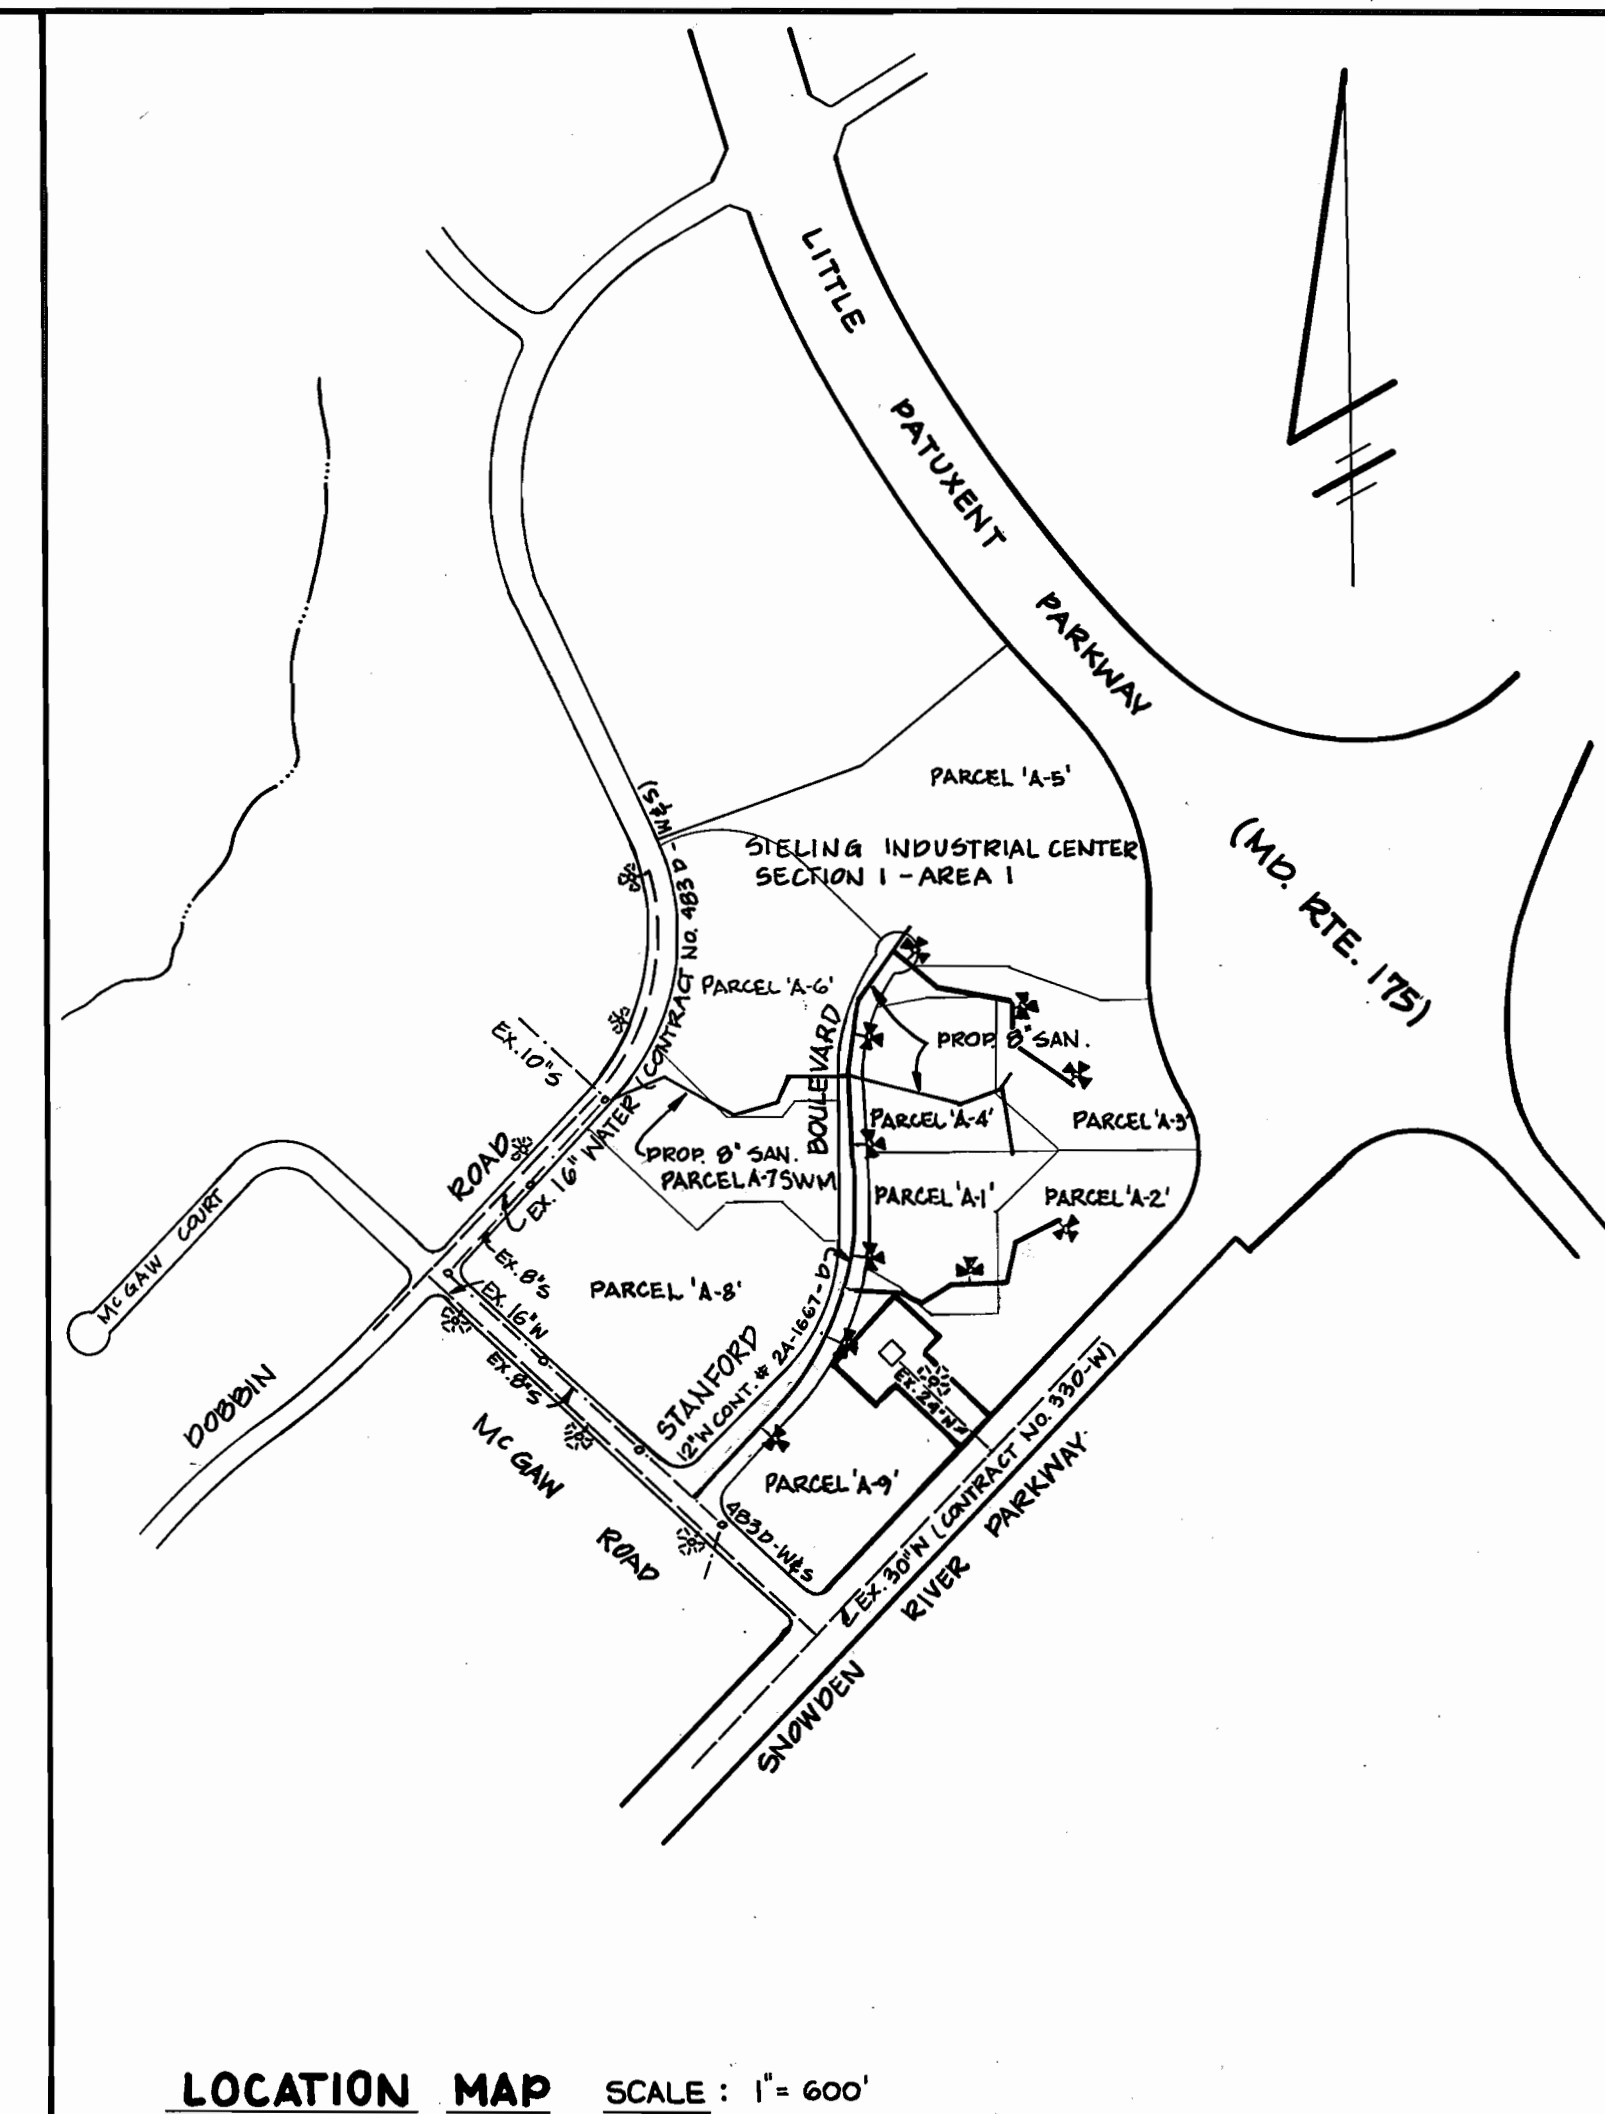 LITTLE PATUXENT PARKWAY
(MD. RTE. 175)
PARCEL 'A-5'
SIELING INDUSTRIAL CENTER
SECTION 1 - AREA 1
EX. 16" WATER (CONTRACT NO. 483 D - W&S)
PARCEL 'A-6'
EX. 10"S
BOULEVARD
PROP. 8" SAN.
PARCEL 'A-4'
PARCEL 'A-3'
ROAD
PROP. 8" SAN.
PARCEL A-7 SWM
PARCEL 'A-1'
PARCEL 'A-2'
McGAW COURT
EX. 8"S
EX. 16"W
PARCEL 'A-8'
STANFORD
12"W CONT. # 24-1667-D
EX. 8"S
DOBBIN
McGAW
ROAD
EX. 24"W
PARCEL 'A-9'
483D-W&S
EX. 30"W (CONTRACT NO. 330-W)
SNOWDEN RIVER PARKWAY
LOCATION MAP SCALE: 1" = 600'